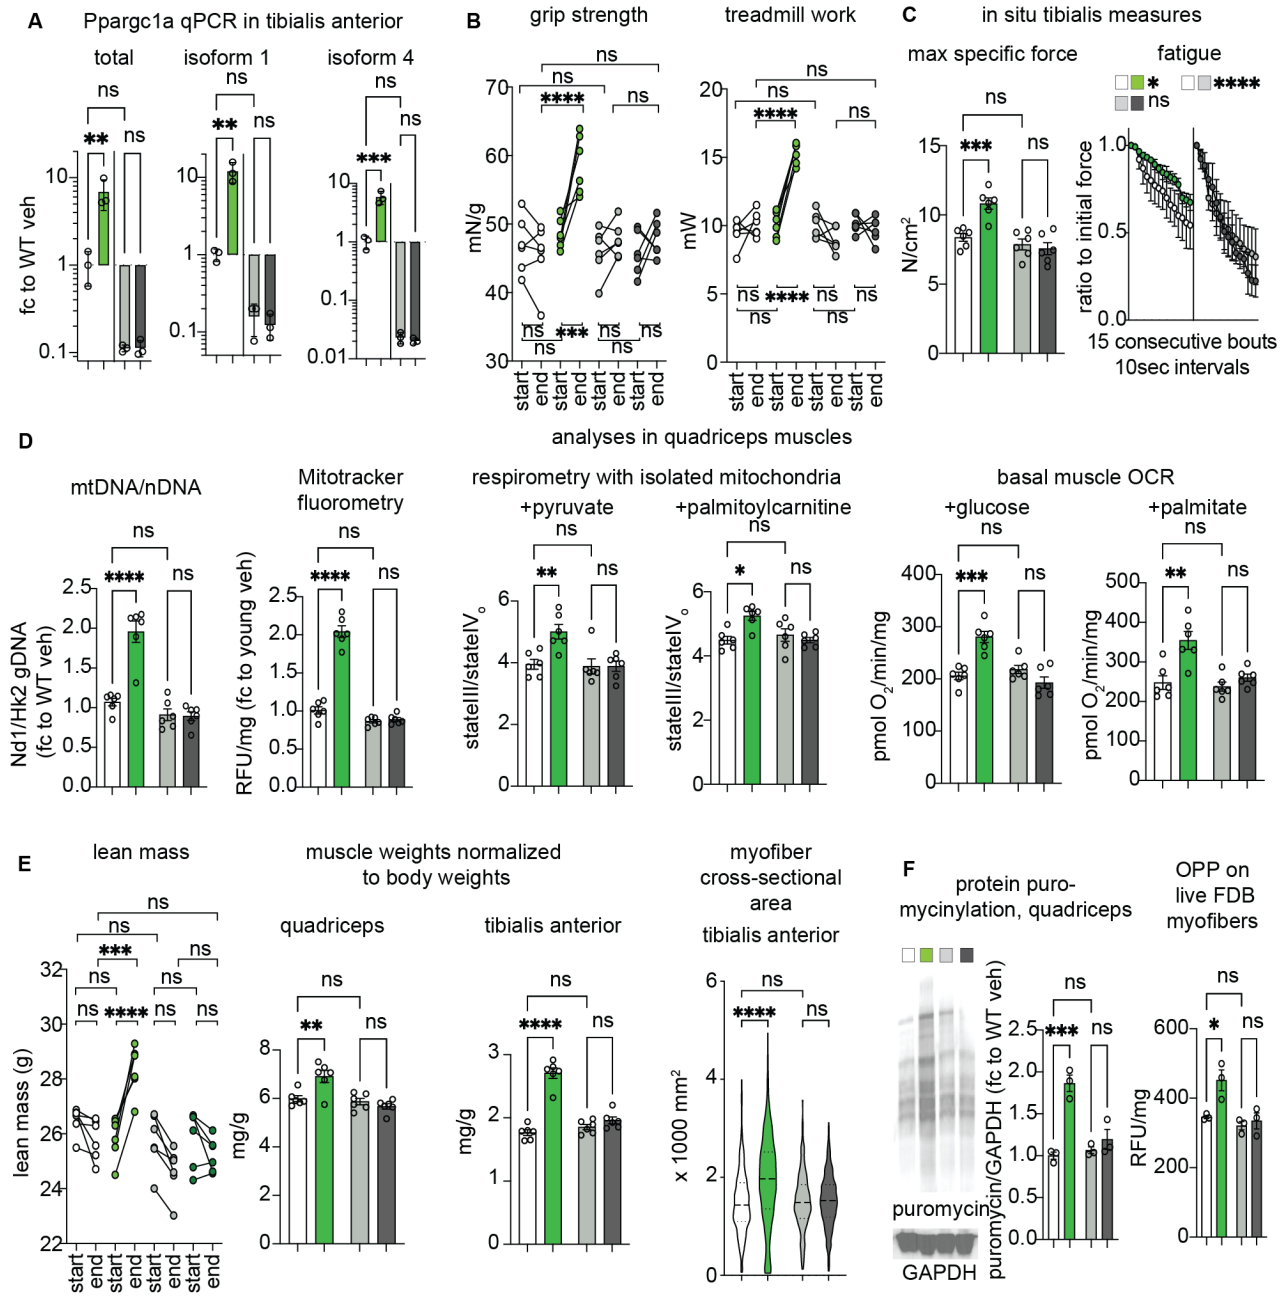 A
Ppargc1a qPCR in tibialis anterior
total
isoform 1
isoform 4
ns
ns
ns
**
ns
**
ns
***
ns
fc to WT veh
10
1
0.1
10
1
0.1
10
1
0.1
0.01
B
grip strength
treadmill work
ns
ns
****
ns
mN/g
70
60
50
40
30
ns
***
ns
ns
ns
ns
start
end
start
end
start
end
start
end
ns
ns
****
ns
mW
20
15
10
5
0
ns
****
ns
ns
ns
ns
start
end
start
end
start
end
start
end
C
in situ tibialis measures
max specific force
fatigue
ns
***
ns
N/cm2
15
10
5
0
*
****
ns
ratio to initial force
1.0
0.5
0.0
15 consecutive bouts
10sec intervals
D
analyses in quadriceps muscles
mtDNA/nDNA
Mitotracker
fluorometry
respirometry with isolated mitochondria
+pyruvate
+palmitoylcarnitine
basal muscle OCR
+glucose
+palmitate
ns
****
ns
Nd1/Hk2 gDNA
(fc to WT veh)
2.5
2.0
1.5
1.0
0.5
0.0
ns
****
ns
RFU/mg (fc to young veh)
2.5
2.0
1.5
1.0
0.5
0.0
ns
**
ns
stateIII/stateIVo
6
4
2
0
ns
*
ns
stateIII/stateIVo
6
4
2
0
ns
***
ns
pmol O2/min/mg
400
300
200
100
0
ns
**
ns
pmol O2/min/mg
500
400
300
200
100
0
E
lean mass
muscle weights normalized
to body weights
quadriceps
tibialis anterior
myofiber
cross-sectional
area
tibialis anterior
ns
ns
***
ns
ns
ns
ns
****
ns
ns
lean mass (g)
32
30
28
26
24
22
start
end
start
end
start
end
start
end
ns
**
ns
mg/g
8
6
4
2
0
ns
****
ns
mg/g
3
2
1
0
ns
****
ns
x 1000 mm2
6
4
2
0
F
protein puro-
mycinylation, quadriceps
OPP on
live FDB
myofibers
puromycin
GAPDH
ns
***
ns
puromycin/GAPDH (fc to WT veh)
2.5
2.0
1.5
1.0
0.5
0.0
ns
*
ns
RFU/mg
600
400
200
0